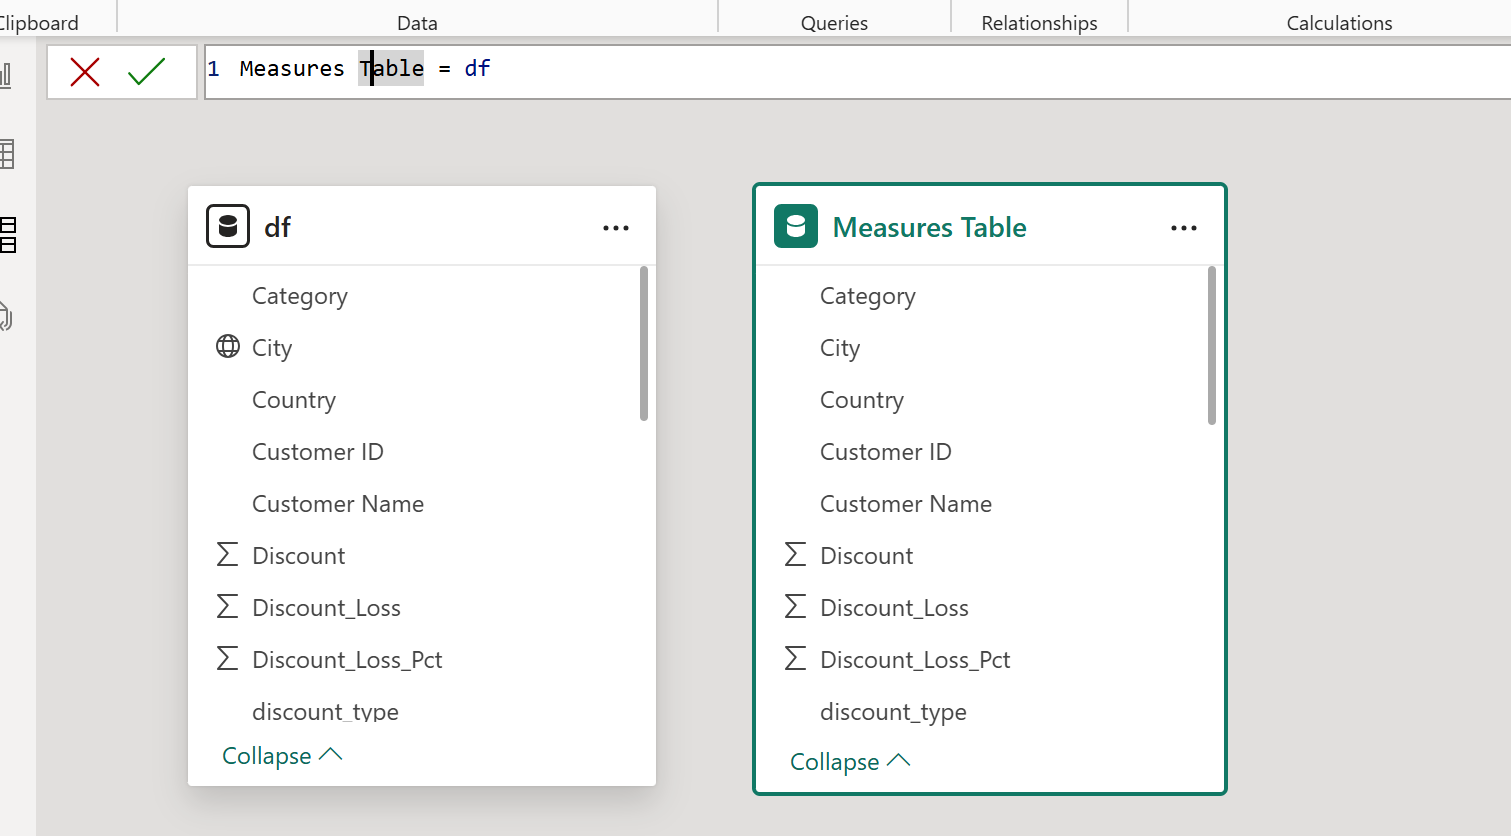 Clipboard
Data
Queries
Relationships
Calculations
1 Measures Table = df
df
...
Category
City
Country
Customer ID
Customer Name
Discount
Discount_Loss
Discount_Loss_Pct
discount_type
Collapse
Measures Table
...
Category
City
Country
Customer ID
Customer Name
Discount
Discount_Loss
Discount_Loss_Pct
discount_type
Collapse